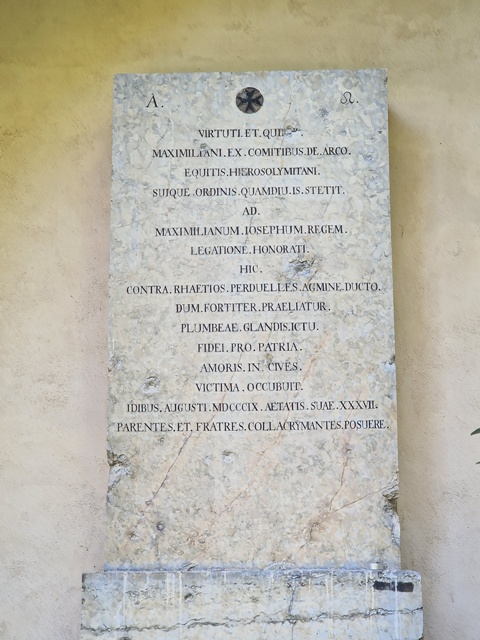 A. Ω.
VIRTUTI.ET.
MAXIMILIANI.EX.COMITIBUS.DE.ARCO.
EQUITIS.HIEROSOLYMITANI.
SUIQUE.ORDINIS.QUAMDIU.IS.STETIT.
AD.
MAXIMILIANUM.IOSEPHUM.REGEM.
LEGATIONE.HONORATI.
HIC.
CONTRA.RHAETIOS.PERDUELLES.AGMINE.DUCTO.
DUM.FORTITER.PRAELIATUR.
PLUMBEAE.GLANDIS.ICTU.
FIDEI.PRO.PATRIA.
AMORIS.IN.CIVES.
VICTIMA.OCCUBUIT.
IDIBUS.AUGUSTI.MDCCCIX.AETATIS.SUAE.XXXVII.
PARENTES.ET.FRATRES.COLLACRYMANTES.POSUERE.